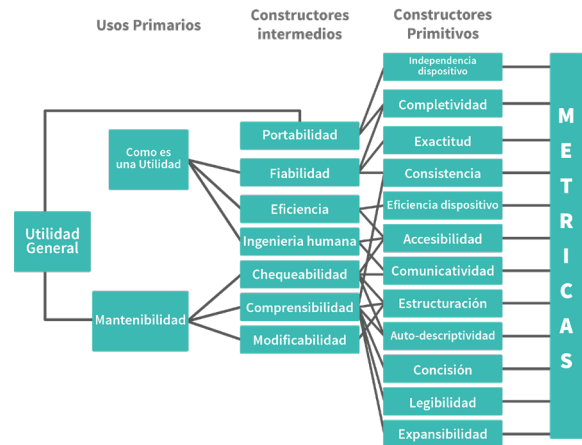 Usos Primarios
Constructores
intermedios
Constructores
Primitivos
Utilidad
General
Como es
una Utilidad
Mantenibilidad
Portabilidad
Fiabilidad
Eficiencia
Ingenieria humana
Chequeabilidad
Comprensibilidad
Modificabilidad
Independencia
dispositivo
Completividad
Exactitud
Consistencia
Eficiencia dispositivo
Accesibilidad
Comunicatividad
Estructuración
Auto-descriptividad
Concisión
Legibilidad
Expansibilidad
METRICAS